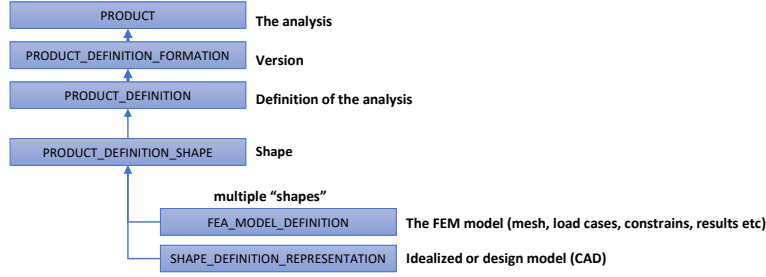 PRODUCT The analysis
PRODUCT_DEFINITION_FORMATION Version
PRODUCT_DEFINITION Definition of the analysis
PRODUCT_DEFINITION_SHAPE Shape
multiple “shapes”
FEA_MODEL_DEFINITION The FEM model (mesh, load cases, constrains, results etc)
SHAPE_DEFINITION_REPRESENTATION Idealized or design model (CAD)